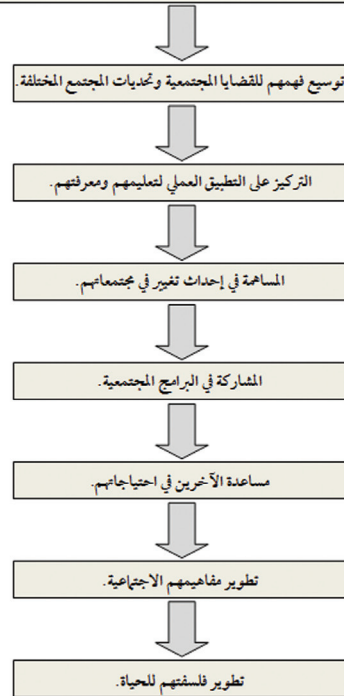 توسيع فهمهم للقضايا المجتمعية وتحديات المجتمع المختلفة.
التركيز على التطبيق العملي لتعليمهم ومعرفتهم.
المساهمة في إحداث تغيير في مجتمعاتهم.
المشاركة في البرامج المجتمعية.
مساعدة الآخرين في احتياجاتهم.
تطوير مفاهيمهم الاجتماعية.
تطوير فلسفتهم للحياة.